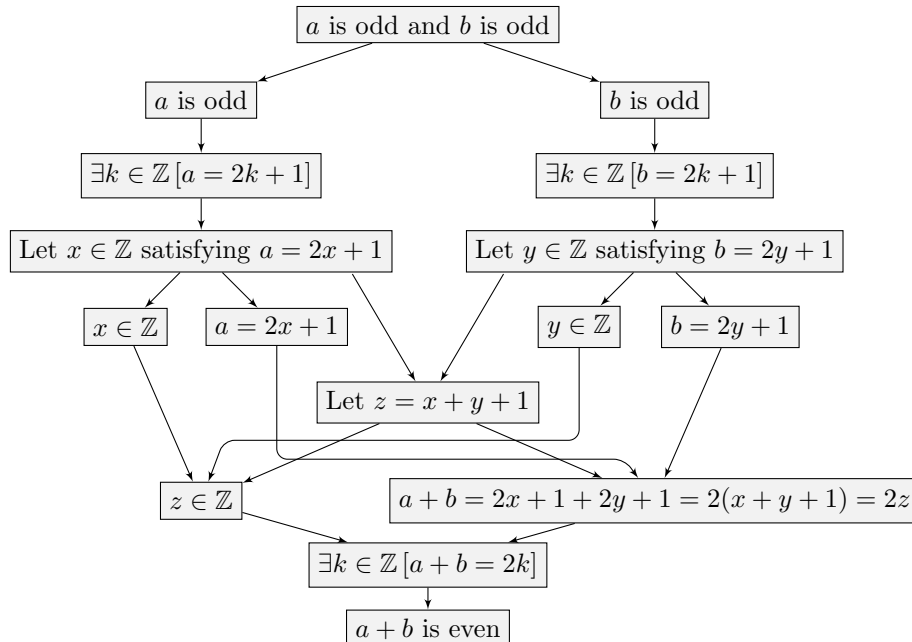 a is odd and b is odd
a is odd
b is odd
∃k ∈ ℤ [a = 2k + 1]
∃k ∈ ℤ [b = 2k + 1]
Let x ∈ ℤ satisfying a = 2x + 1
Let y ∈ ℤ satisfying b = 2y + 1
x ∈ ℤ
a = 2x + 1
y ∈ ℤ
b = 2y + 1
Let z = x + y + 1
z ∈ ℤ
a + b = 2x + 1 + 2y + 1 = 2(x + y + 1) = 2z
∃k ∈ ℤ [a + b = 2k]
a + b is even